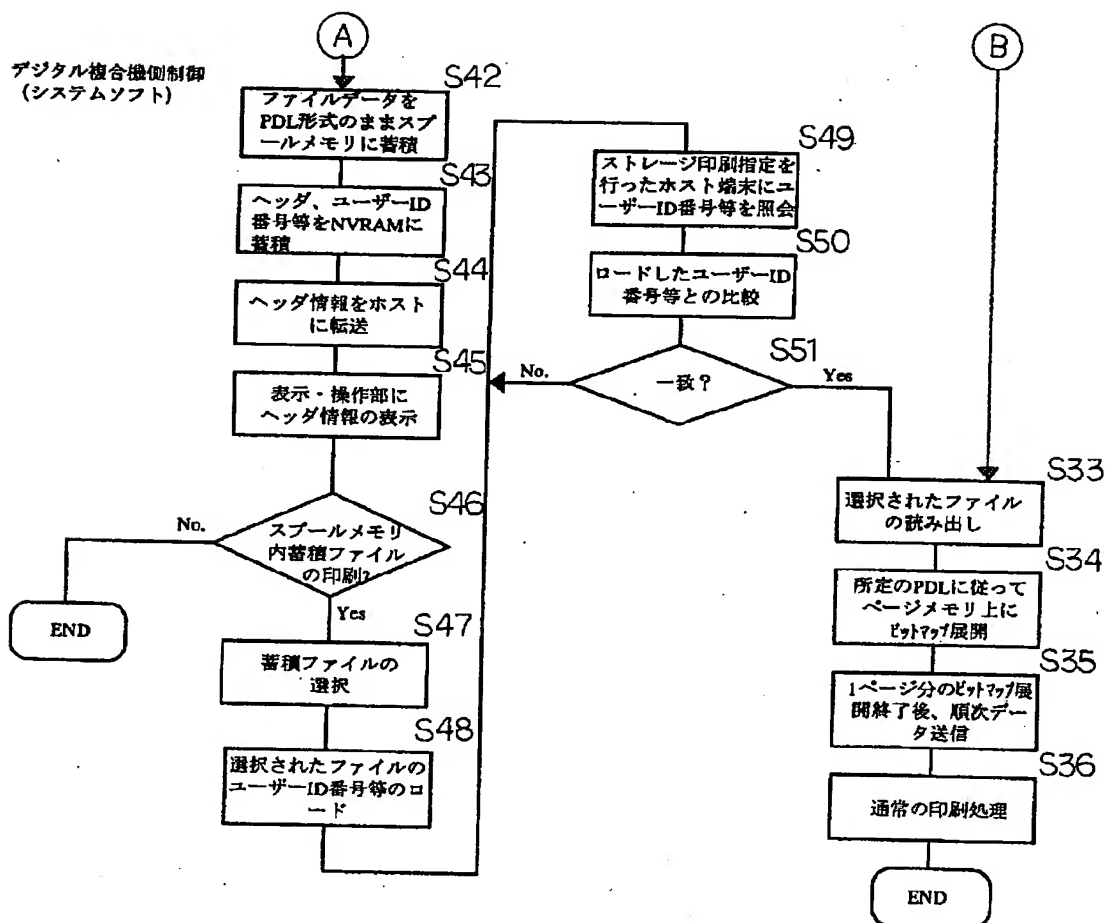 A
デジタル複合機側制御
(システムソフト)
S42
ファイルデータを
PDL形式のままスプ
ールメモリに蓄積
S43
ヘッダ、ユーザーID
番号等をNVRAMに
蓄積
S44
ヘッダ情報をホスト
に転送
S45
表示・操作部に
ヘッダ情報の表示
S46
スプールメモリ
内蓄積ファイル
の印刷?
No.
END
Yes
S47
蓄積ファイルの
選択
S48
選択されたファイルの
ユーザーID番号等のロ
ード
S49
ストレージ印刷指定を
行ったホスト端末にユ
ーザーID番号等を照会
S50
ロードしたユーザーID
番号等との比較
S51
一致?
No.
Yes
B
S33
選択されたファイル
の読み出し
S34
所定のPDLに従って
ページメモリ上に
ビットマップ展開
S35
1ページ分のビットマップ展
開終了後、順次デー
タ送信
S36
通常の印刷処理
END